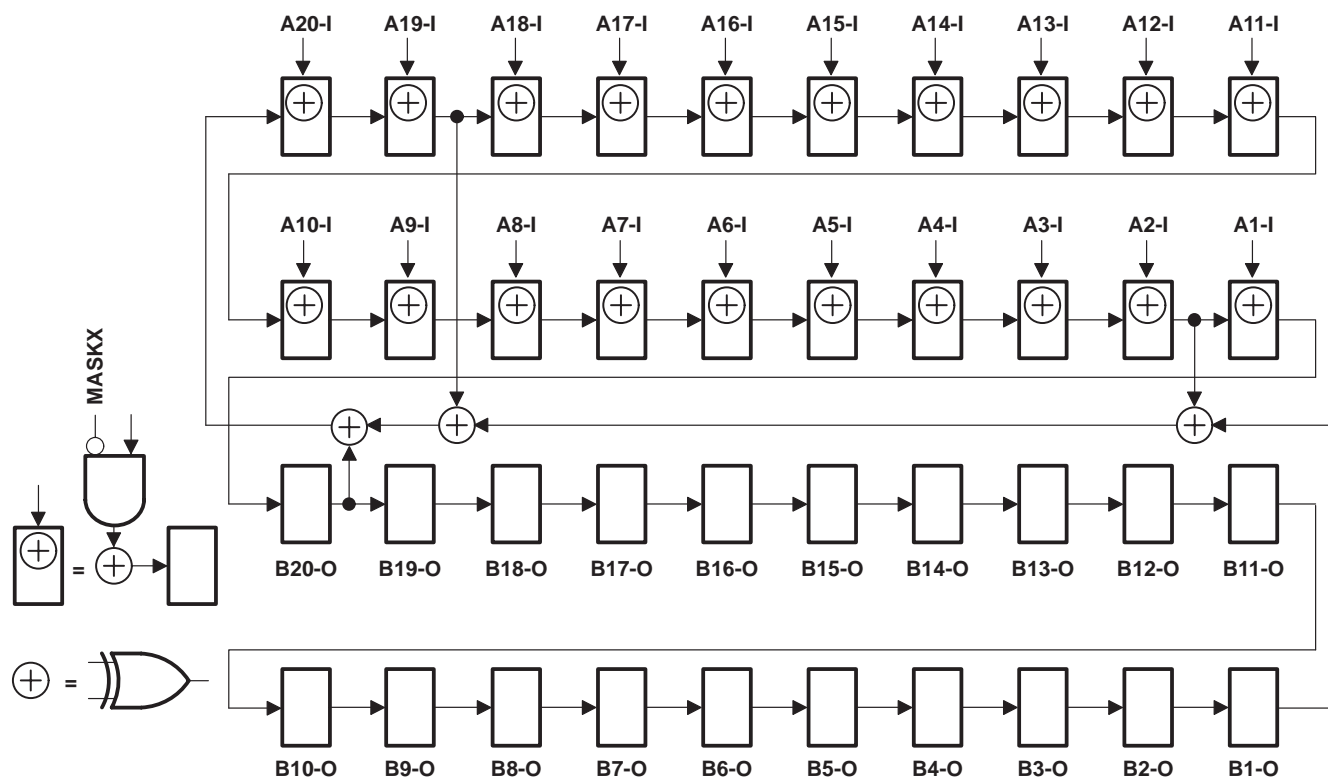 A20-I A19-I A18-I A17-I A16-I A15-I A14-I A13-I A12-I A11-I
A10-I A9-I A8-I A7-I A6-I A5-I A4-I A3-I A2-I A1-I
MASKX
=
B20-O B19-O B18-O B17-O B16-O B15-O B14-O B13-O B12-O B11-O
=
B10-O B9-O B8-O B7-O B6-O B5-O B4-O B3-O B2-O B1-O